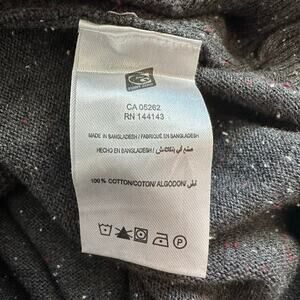 CA 05262
RN 144143
MADE IN BANGLADESH / FABRIQUÉ EN BANGLADESH
HECHO EN BANGLADESH / صنع في بنغلاديش
100% COTTON/COTON/ALGODON/قطن